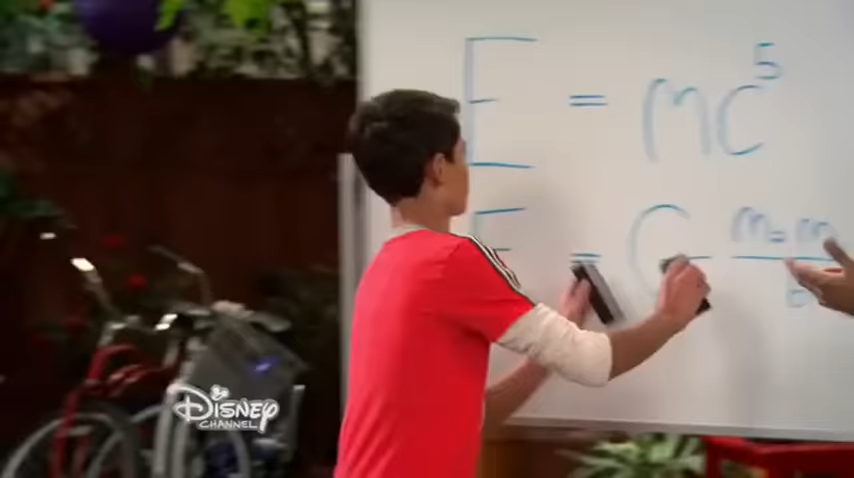 E = mc⁵
E = C m = m
DISNEY
CHANNEL